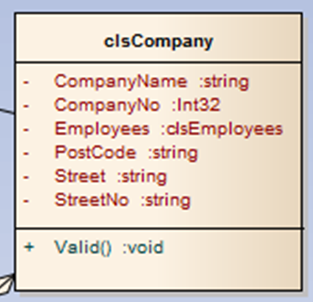 clsCompany
- CompanyName :string
- CompanyNo :Int32
- Employees :clsEmployees
- PostCode :string
- Street :string
- StreetNo :string
+ Valid() :void